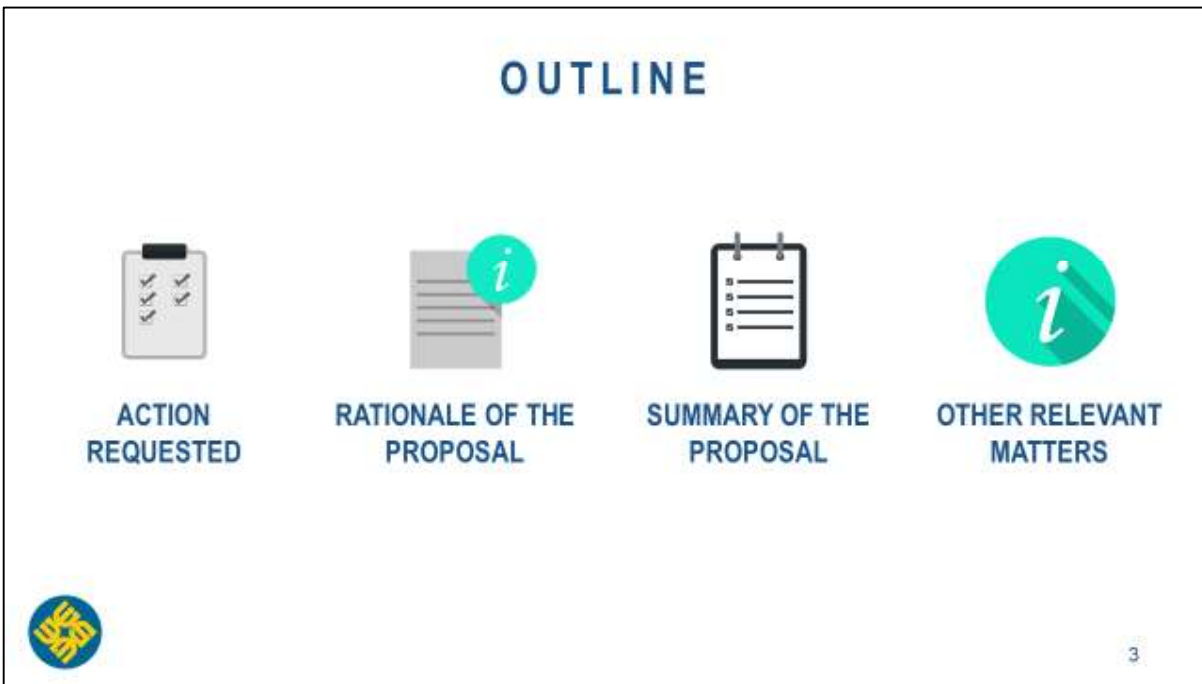 OUTLINE
ACTION
REQUESTED
RATIONALE OF THE
PROPOSAL
SUMMARY OF THE
PROPOSAL
OTHER RELEVANT
MATTERS
3